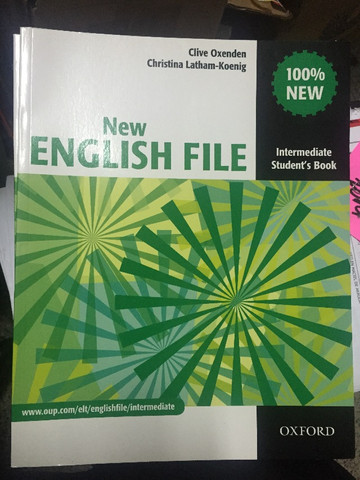 Clive Oxenden
Christina Latham-Koenig
100%
NEW
New
ENGLISH FILE
Intermediate
Student's Book
www.oup.com/elt/englishfile/intermediate
OXFORD